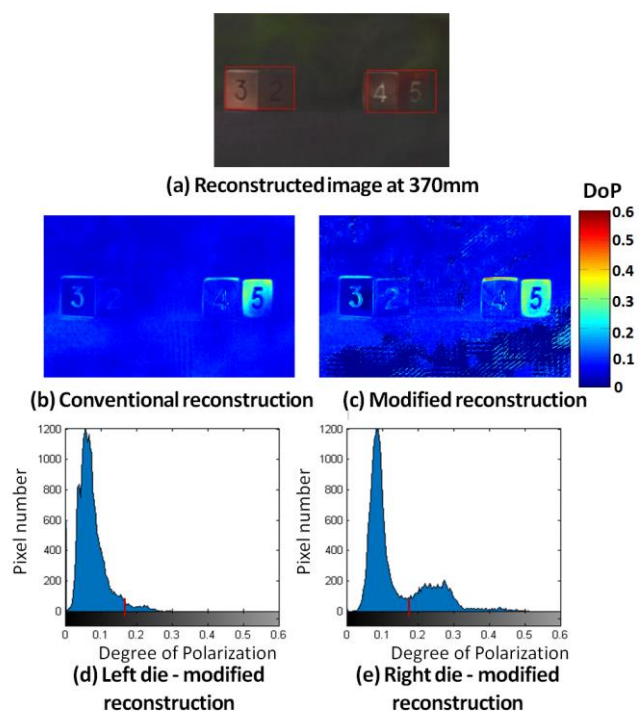 3 2 4 5
(a) Reconstructed image at 370mm
DoP
0.6
0.5
0.4
0.3
0.2
0.1
0
3 2 4 5
3 2 4 5
(b) Conventional reconstruction
(c) Modified reconstruction
1200
1000
800
600
400
200
0
Pixel number
0 0.1 0.2 0.3 0.4 0.5 0.6
Degree of Polarization
(d) Left die - modified
reconstruction
1200
1000
800
600
400
200
0
Pixel number
0 0.1 0.2 0.3 0.4 0.5 0.6
Degree of Polarization
(e) Right die - modified
reconstruction